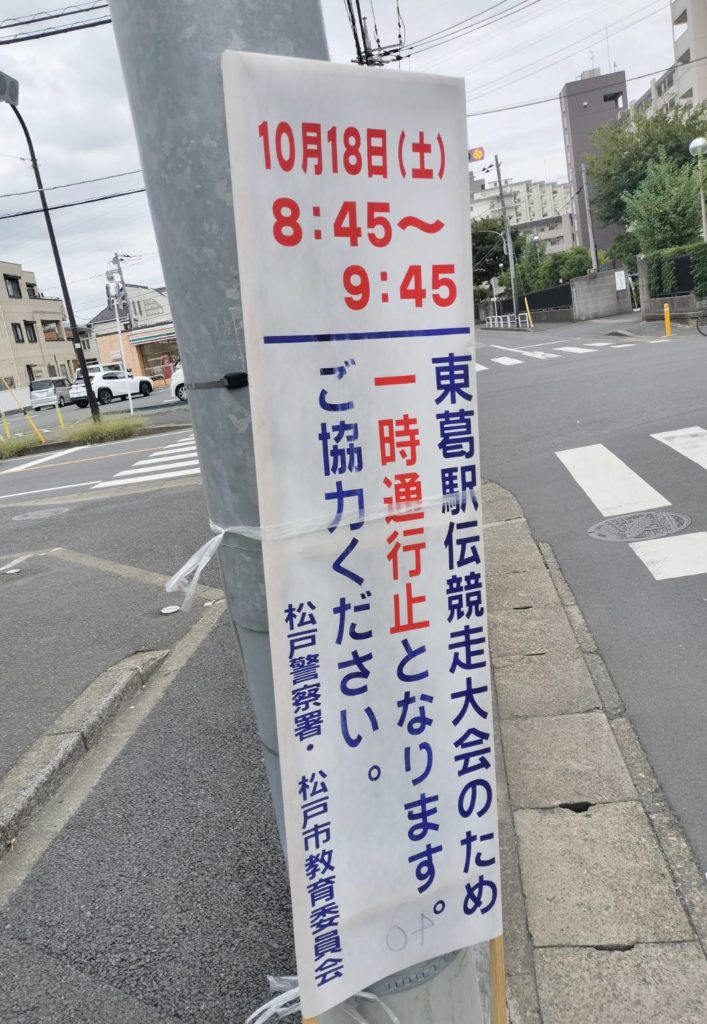 10月18日(土)
8:45～
9:45
東葛駅伝競走大会のため
一時通行止となります。
ご協力ください。
松戸警察署・松戸市教育委員会
40